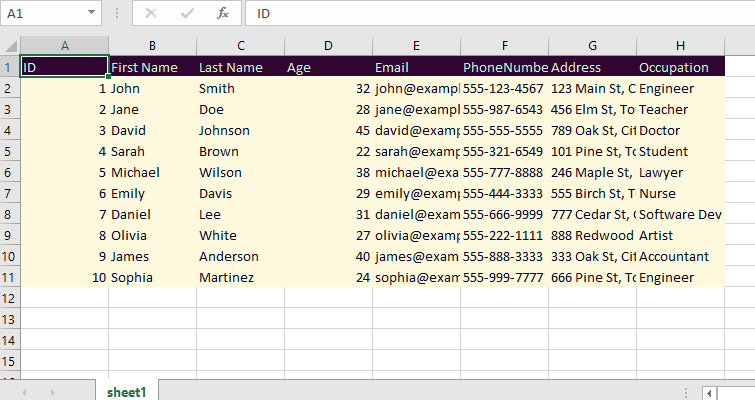 A1 fx ID
A B C D E F G H
1 ID First Name Last Name Age Email PhoneNumbe Address Occupation
2 1 John Smith 32 john@exampl 555-123-4567 123 Main St, C Engineer
3 2 Jane Doe 28 jane@exampl 555-987-6543 456 Elm St, To Teacher
4 3 David Johnson 45 david@exam 555-555-5555 789 Oak St, Cit Doctor
5 4 Sarah Brown 22 sarah@exam 555-321-6549 101 Pine St, To Student
6 5 Michael Wilson 38 michael@exa 555-777-8888 246 Maple St, Lawyer
7 6 Emily Davis 29 emily@exam 555-444-3333 555 Birch St, T Nurse
8 7 Daniel Lee 31 daniel@exam 555-666-9999 777 Cedar St, Software Dev
9 8 Olivia White 27 olivia@exam 555-222-1111 888 Redwood Artist
10 9 James Anderson 40 james@exam 555-888-3333 333 Oak St, Cit Accountant
11 10 Sophia Martinez 24 sophia@exam 555-999-7777 666 Pine St, To Engineer
12
13
14
15
sheet1